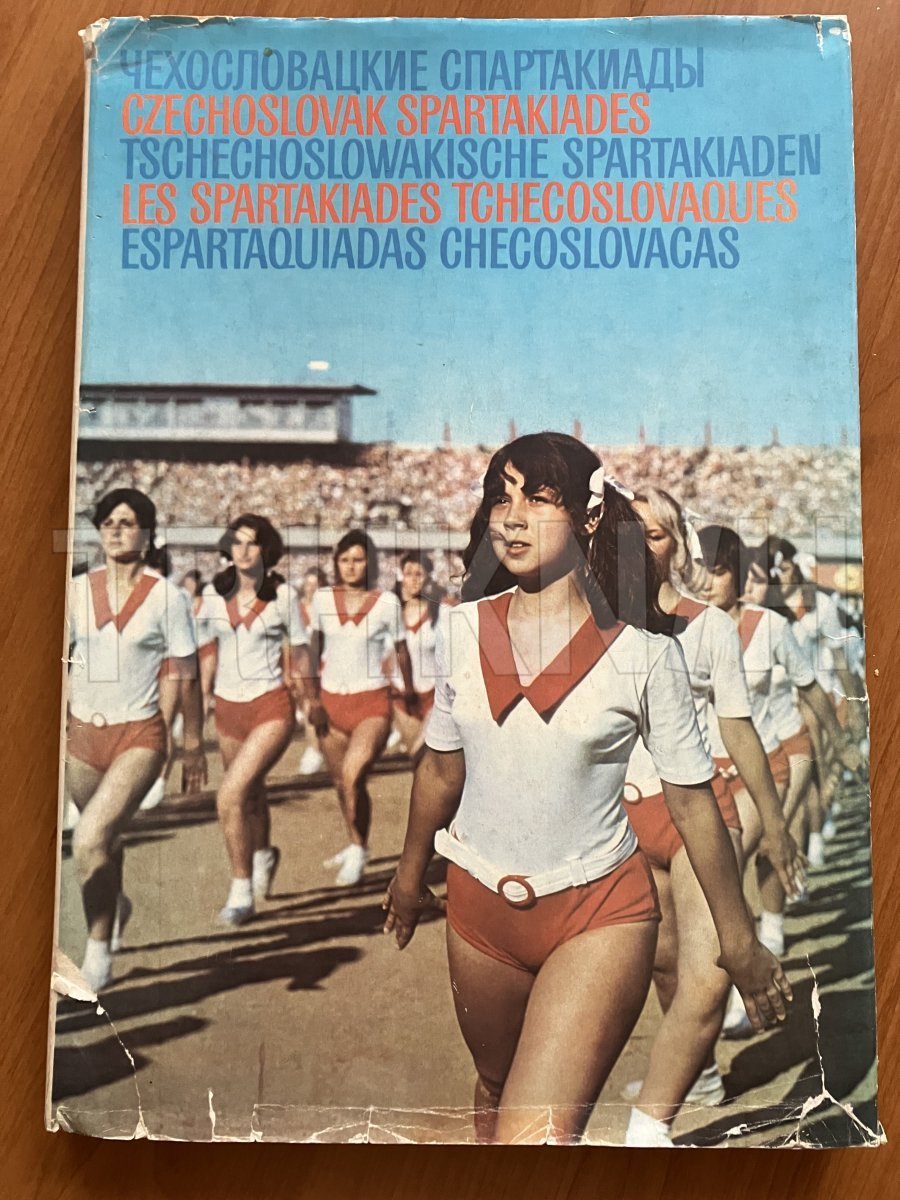 ЧЕХОСЛОВАЦКИЕ СПАРТАКИАДЫ
CZECHOSLOVAK SPARTAKIADES
TSCHECHOSLOWAKISCHE SPARTAKIADEN
LES SPARTAKIADES TCHECOSLOVAQUES
ESPARTAQUIADAS CHECOSLOVACAS